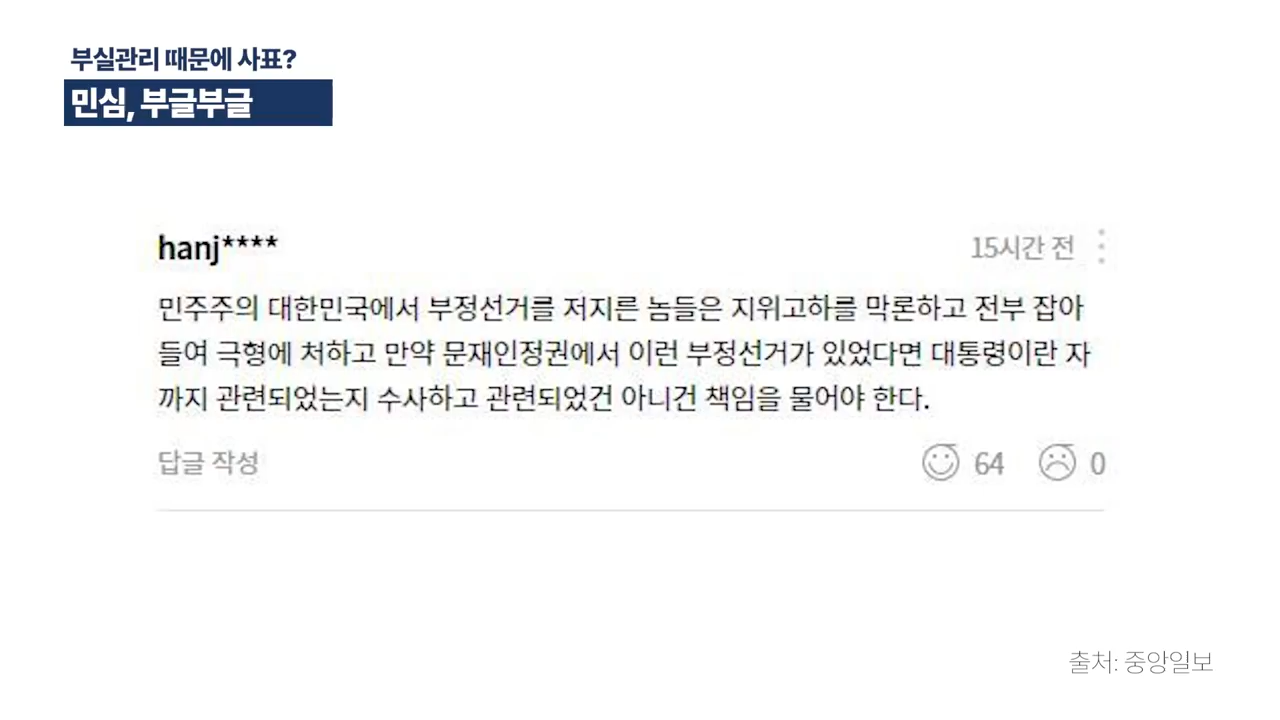 부실관리 때문에 사표?
민심, 부글부글
hanj****
15시간 전
민주주의 대한민국에서 부정선거를 저지른 놈들은 지위고하를 막론하고 전부 잡아
들여 극형에 처하고 만약 문재인정권에서 이런 부정선거가 있었다면 대통령이란 자
까지 관련되었는지 수사하고 관련되었건 아니건 책임을 물어야 한다.
답글 작성
64
0
출처: 중앙일보